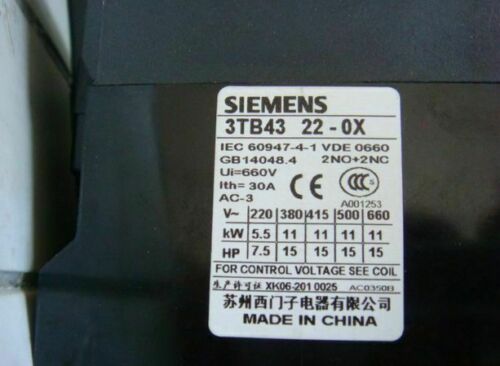 SIEMENS
3TB43 22-0X
IEC 60947-4-1 VDE 0660
GB14048.4 2NO+2NC
Ui=660V
Ith= 30A CE CCC S
AC-3 A001253
V~ 220 380 415 500 660
kW 5.5 11 11 11 11
HP 7.5 15 15 15 15
FOR CONTROL VOLTAGE SEE COIL
生产许可证 XK06-201 0025 AC0350B
苏州西门子电器有限公司
MADE IN CHINA